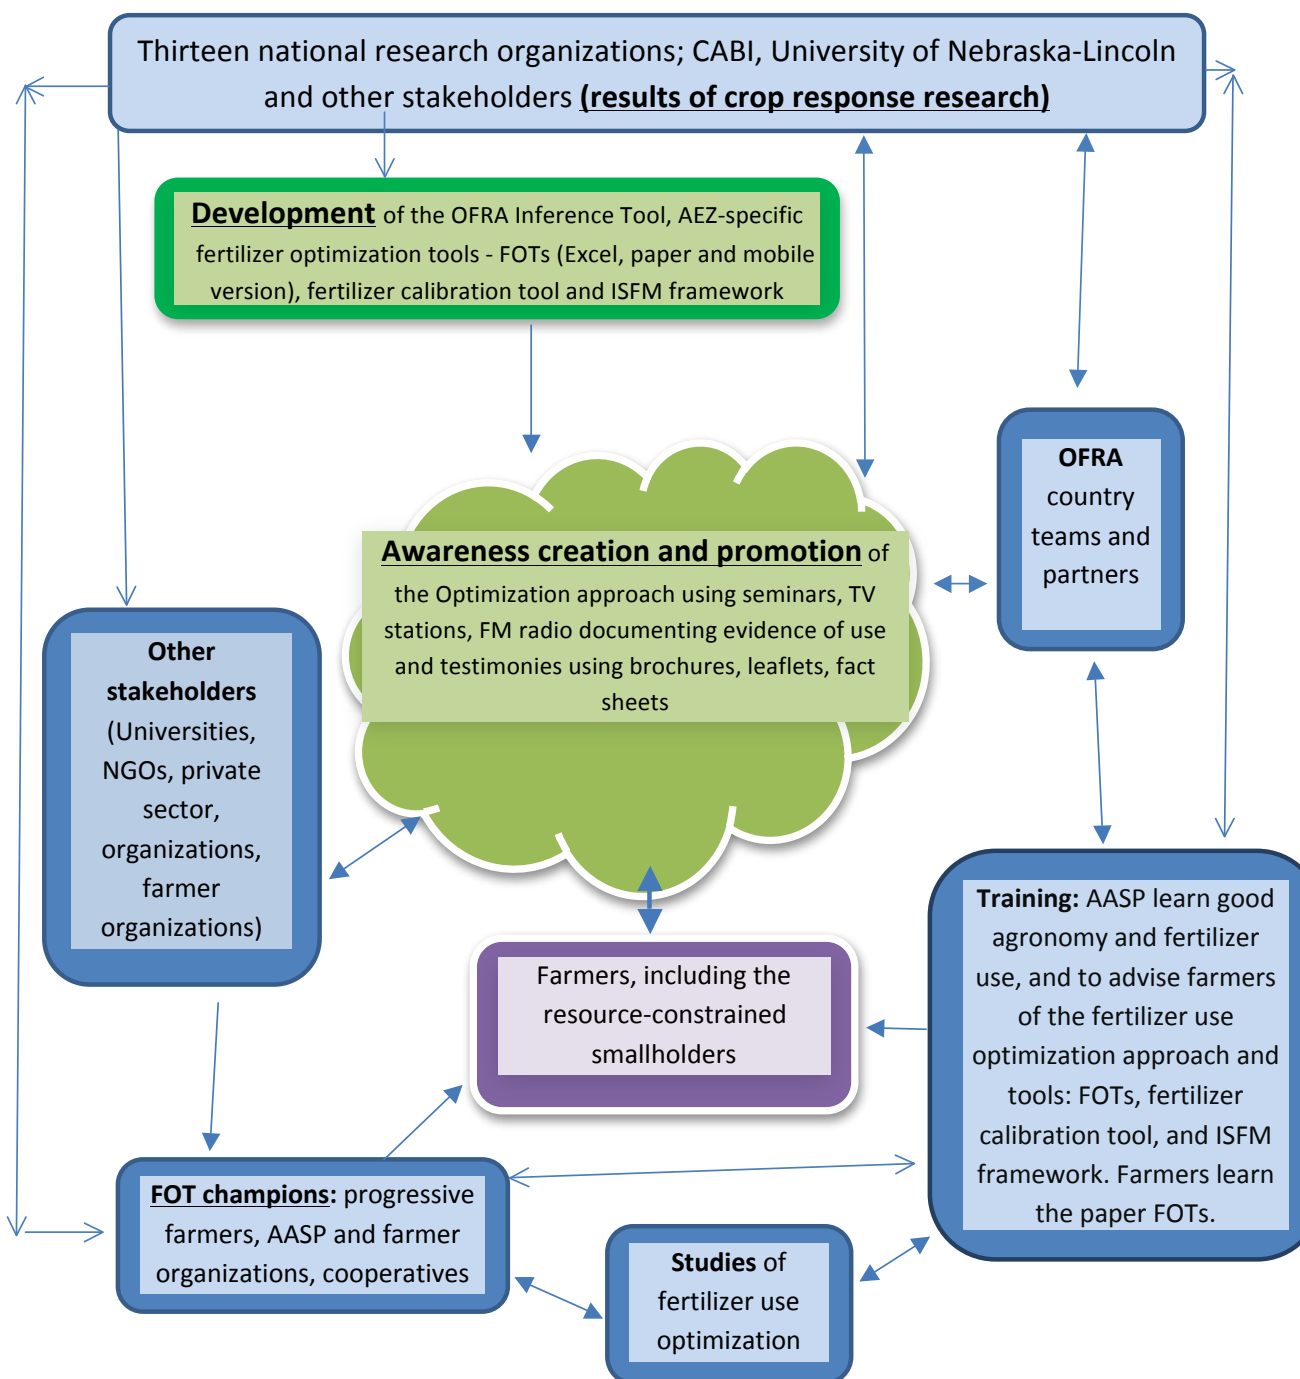 Thirteen national research organizations; CABI, University of Nebraska-Lincoln
and other stakeholders (results of crop response research)
Development of the OFRA Inference Tool, AEZ-specific
fertilizer optimization tools - FOTs (Excel, paper and mobile
version), fertilizer calibration tool and ISFM framework
OFRA
country
teams and
partners
Awareness creation and promotion of
the Optimization approach using seminars, TV
stations, FM radio documenting evidence of use
and testimonies using brochures, leaflets, fact
sheets
Other
stakeholders
(Universities,
NGOs, private
sector,
organizations,
farmer
organizations)
Training: AASP learn good
agronomy and fertilizer
use, and to advise farmers
of the fertilizer use
optimization approach and
tools: FOTs, fertilizer
calibration tool, and ISFM
framework. Farmers learn
the paper FOTs.
Farmers, including the
resource-constrained
smallholders
FOT champions: progressive
farmers, AASP and farmer
organizations, cooperatives
Studies of
fertilizer use
optimization